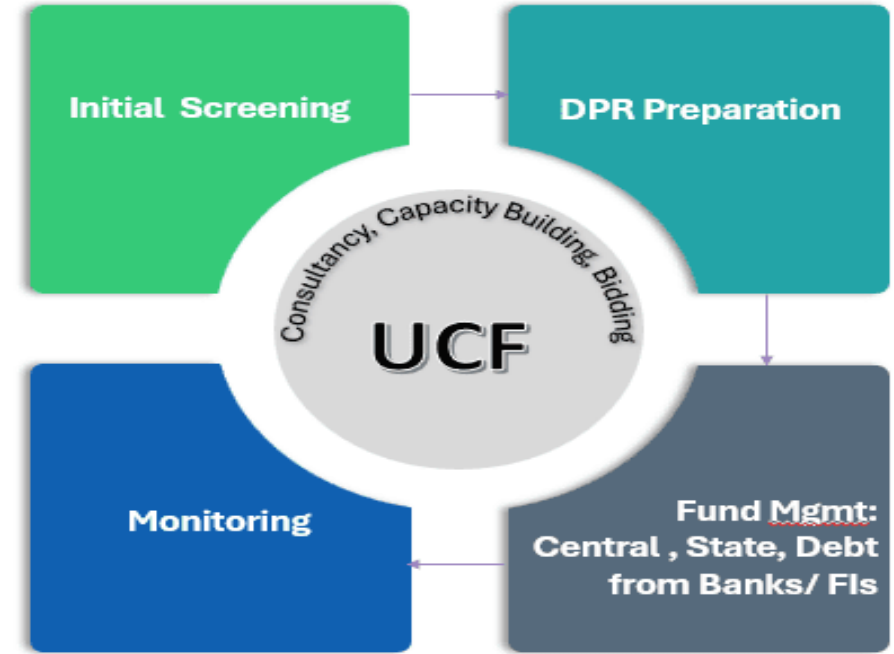 Initial Screening
DPR Preparation
Consultancy, Capacity Building, Bidding
UCF
Monitoring
Fund Mgmt:
Central , State, Debt
from Banks/ FIs